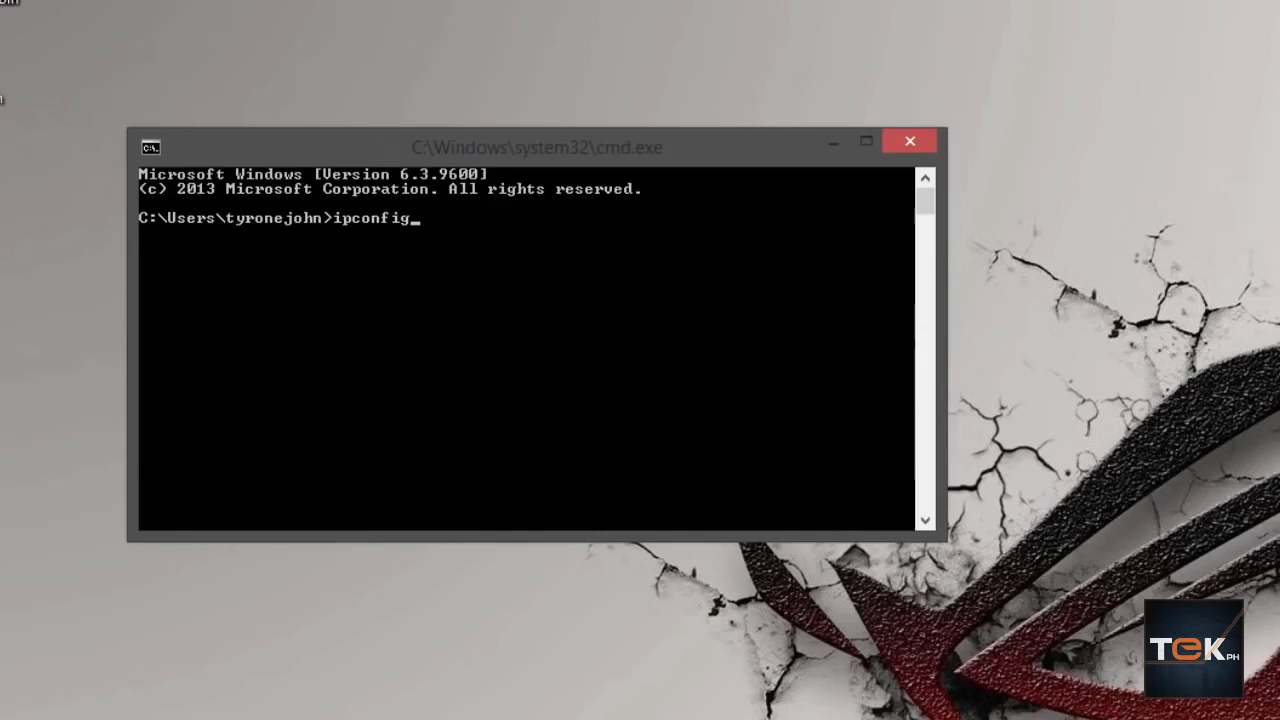 C:\Windows\system32\cmd.exe
C:\.
Microsoft Windows [Version 6.3.9600]
(c) 2013 Microsoft Corporation. All rights reserved.
C:\Users\tyronejohn>ipconfig_
TEK PH